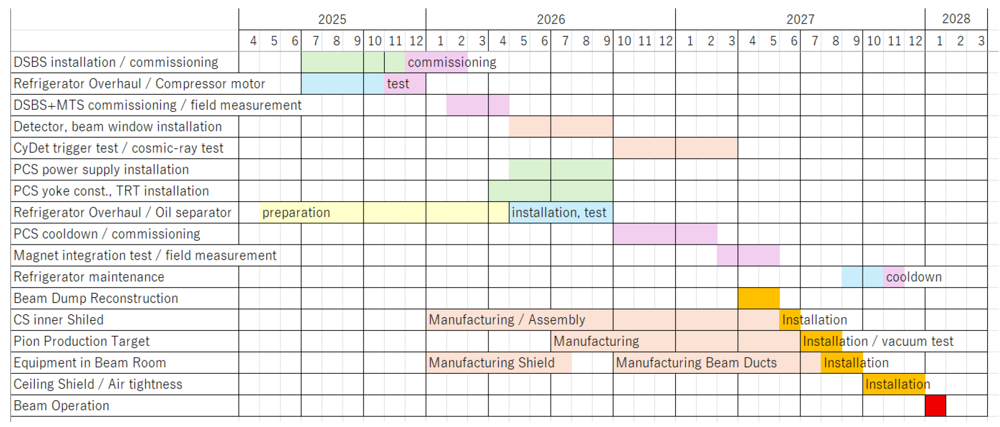 2025 2026 2027 2028
4 5 6 7 8 9 10 11 12 1 2 3 4 5 6 7 8 9 10 11 12 1 2 3 4 5 6 7 8 9 10 11 12 1 2 3
DSBS installation / commissioning commissioning
Refrigerator Overhaul / Compressor motor test
DSBS+MTS commissioning / field measurement
Detector, beam window installation
CyDet trigger test / cosmic-ray test
PCS power supply installation
PCS yoke const., TRT installation
Refrigerator Overhaul / Oil separator preparation installation, test
PCS cooldown / commissioning
Magnet integration test / field measurement
Refrigerator maintenance cooldown
Beam Dump Reconstruction
CS inner Shiled Manufacturing / Assembly Installation
Pion Production Target Manufacturing Installation / vacuum test
Equipment in Beam Room Manufacturing Shield Manufacturing Beam Ducts Installation
Ceiling Shield / Air tightness Installation
Beam Operation